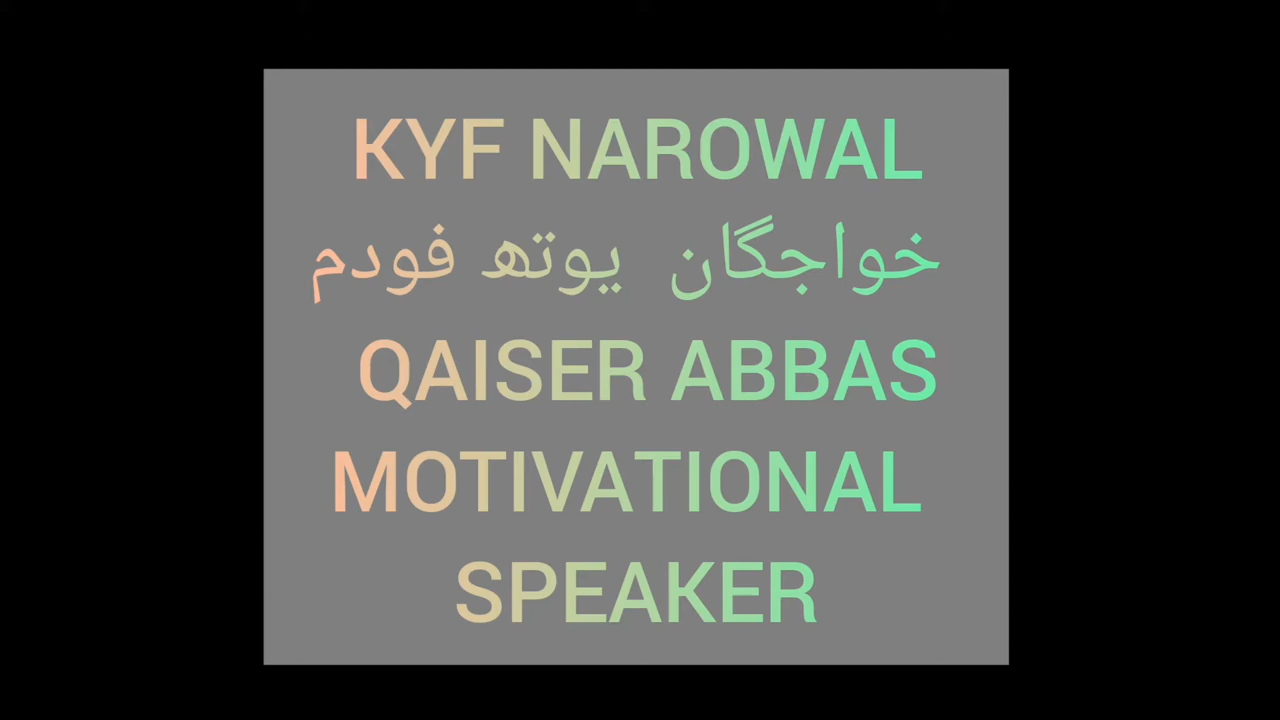 KYF NAROWAL
خواجگان یوتھ فودم
QAISER ABBAS
MOTIVATIONAL
SPEAKER